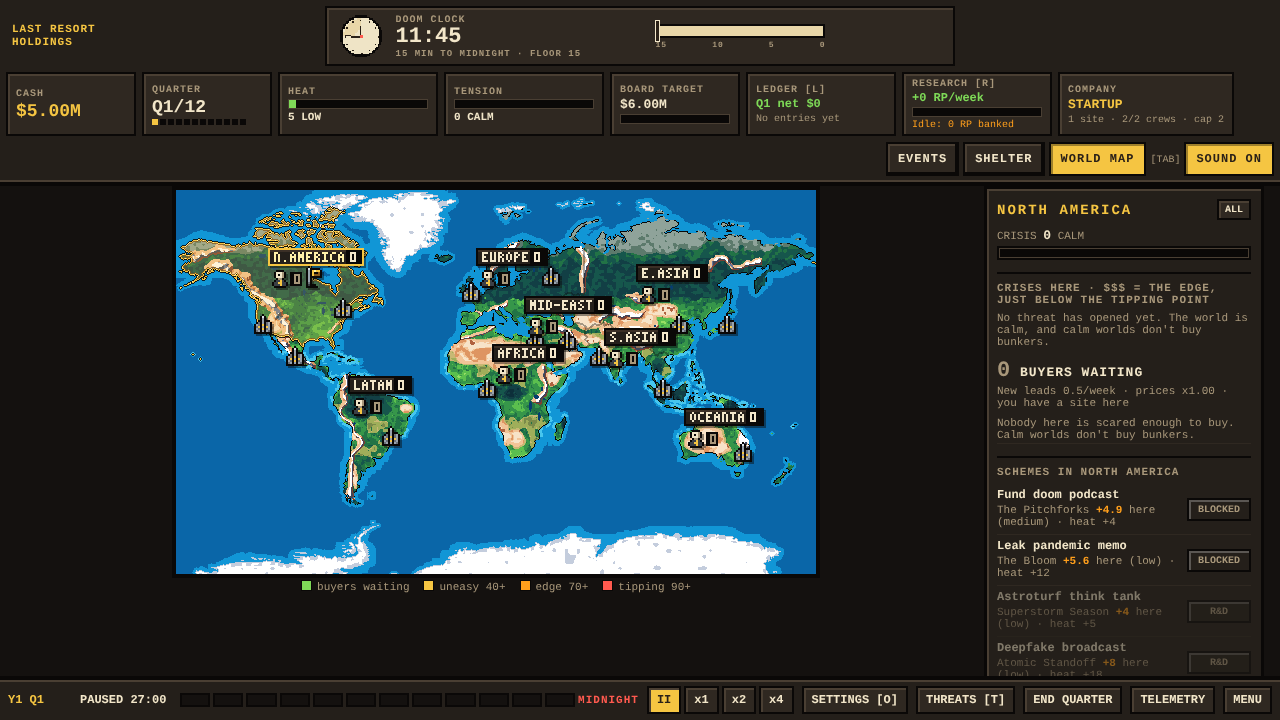 LAST RESORT
HOLDINGS
DOOM CLOCK
11:45
15 MIN TO MIDNIGHT · FLOOR 15
15 10 5 0
CASH
$5.00M
QUARTER
Q1/12
HEAT
5 LOW
TENSION
0 CALM
BOARD TARGET
$6.00M
LEDGER [L]
Q1 net $0
No entries yet
RESEARCH [R]
+0 RP/week
Idle: 0 RP banked
COMPANY
STARTUP
1 site · 2/2 crews · cap 2
EVENTS
SHELTER
WORLD MAP
[TAB]
SOUND ON
N.AMERICA 0
EUROPE 0
E.ASIA 0
MID-EAST 0
S.ASIA 0
AFRICA 0
LATAM 0
OCEANIA 0
buyers waiting
uneasy 40+
edge 70+
tipping 90+
NORTH AMERICA
ALL
CRISIS 0 CALM
CRISES HERE · $$$ = THE EDGE,
JUST BELOW THE TIPPING POINT
No threat has opened yet. The world is
calm, and calm worlds don't buy
bunkers.
0 BUYERS WAITING
New leads 0.5/week · prices x1.00 ·
you have a site here
Nobody here is scared enough to buy.
Calm worlds don't buy bunkers.
SCHEMES IN NORTH AMERICA
Fund doom podcast
The Pitchforks +4.9 here
(medium) · heat +4
BLOCKED
Leak pandemic memo
The Bloom +5.6 here (low) ·
heat +12
BLOCKED
Astroturf think tank
Superstorm Season +4 here
(low) · heat +5
R&D
Deepfake broadcast
Atomic Standoff +8 here
(low) · heat +18
R&D
Y1 Q1
PAUSED 27:00
MIDNIGHT
II
x1
x2
x4
SETTINGS [O]
THREATS [T]
END QUARTER
TELEMETRY
MENU